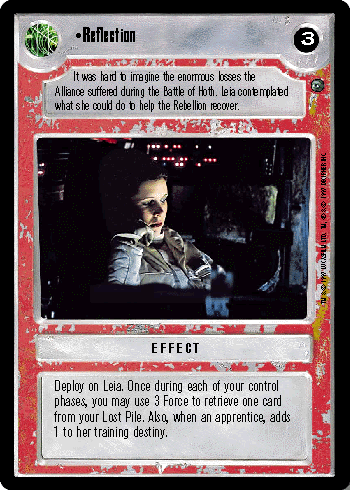 •Reflection
3
It was hard to imagine the enormous losses the
Alliance suffered during the Battle of Hoth. Leia contemplated
what she could do to help the Rebellion recover.
EFFECT
Deploy on Leia. Once during each of your control
phases, you may use 3 Force to retrieve one card
from your Lost Pile. Also, when an apprentice, adds
1 to her training destiny.